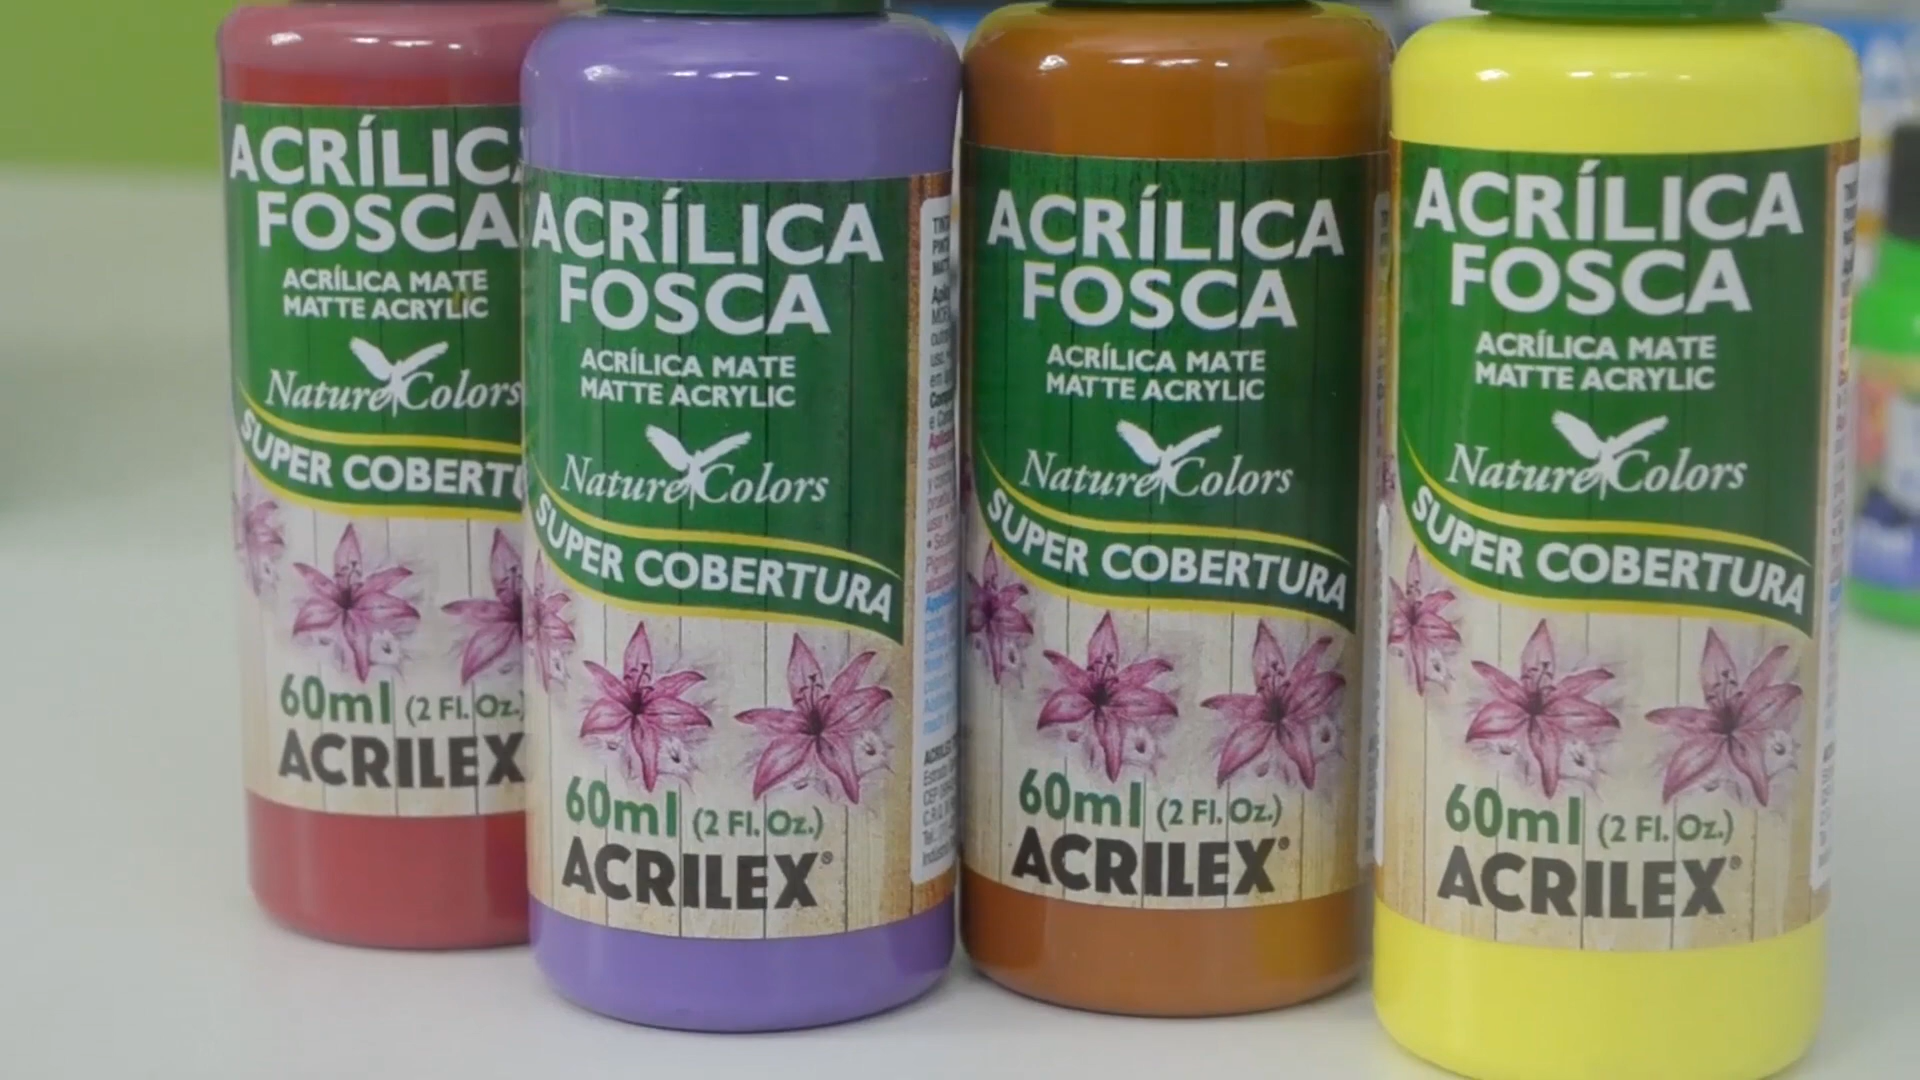 ACRÍLICA
FOSCA
ACRÍLICA MATE
MATTE ACRYLIC
Nature Colors
SUPER
60ml (2 Fl. Oz.)
ACRILEX
ACRÍLICA
FOSCA
ACRÍLICA MATE
MATTE ACRYLIC
Nature Colors
SUPER COBERTURA
60ml (2 Fl. Oz.)
ACRILEX®
ACRÍLICA
FOSCA
ACRÍLICA MATE
MATTE ACRYLIC
Nature Colors
SUPER COBERTURA
60ml (2 Fl. Oz.)
ACRILEX®
ACRÍLICA
FOSCA
ACRÍLICA MATE
MATTE ACRYLIC
Nature Colors
SUPER COBERTURA
60ml (2 Fl. Oz.)
ACRILEX®